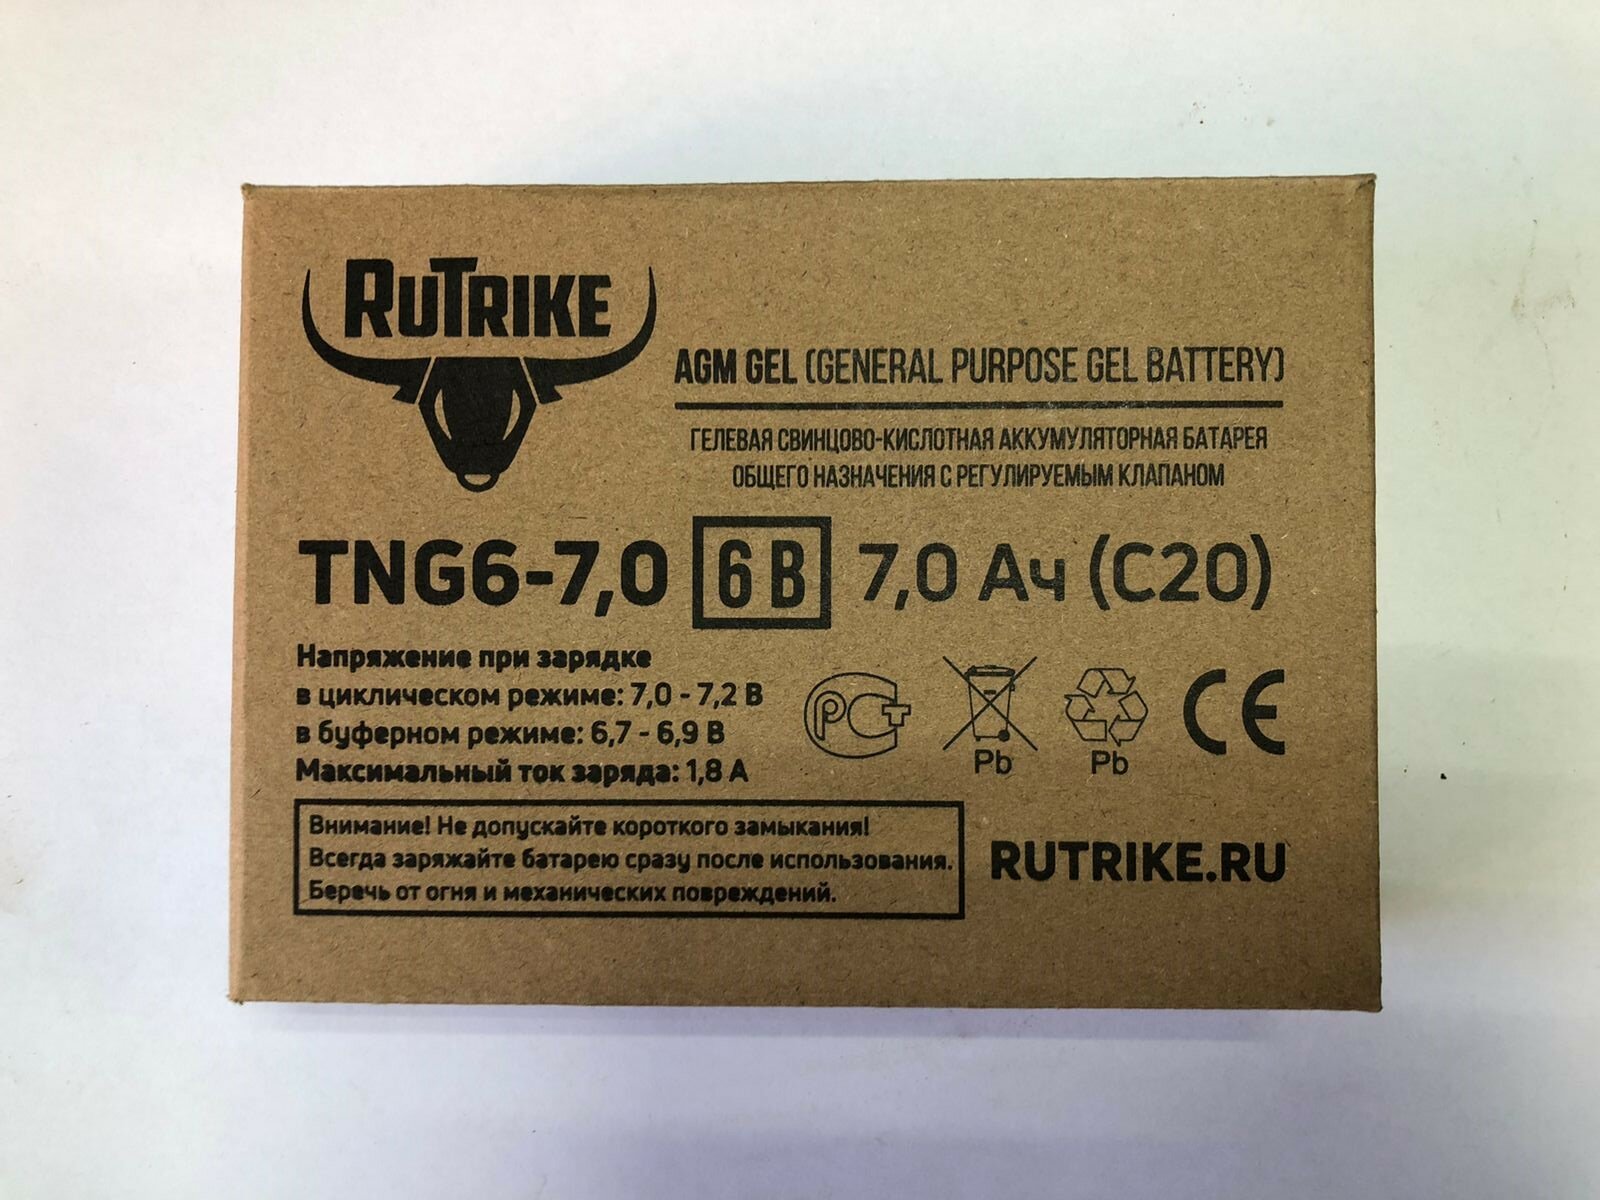 RUTRIKE
AGM GEL (GENERAL PURPOSE GEL BATTERY)
ГЕЛЕВАЯ СВИНЦОВО-КИСЛОТНАЯ АККУМУЛЯТОРНАЯ БАТАРЕЯ
ОБЩЕГО НАЗНАЧЕНИЯ С РЕГУЛИРУЕМЫМ КЛАПАНОМ
TNG6-7,0 6 В 7,0 Ач (C20)
Напряжение при зарядке
в циклическом режиме: 7,0 - 7,2 В
в буферном режиме: 6,7 - 6,9 В
Максимальный ток заряда: 1,8 А
РСТ
Pb
Pb
CE
Внимание! Не допускайте короткого замыкания!
Всегда заряжайте батарею сразу после использования.
Беречь от огня и механических повреждений.
RUTRIKE.RU